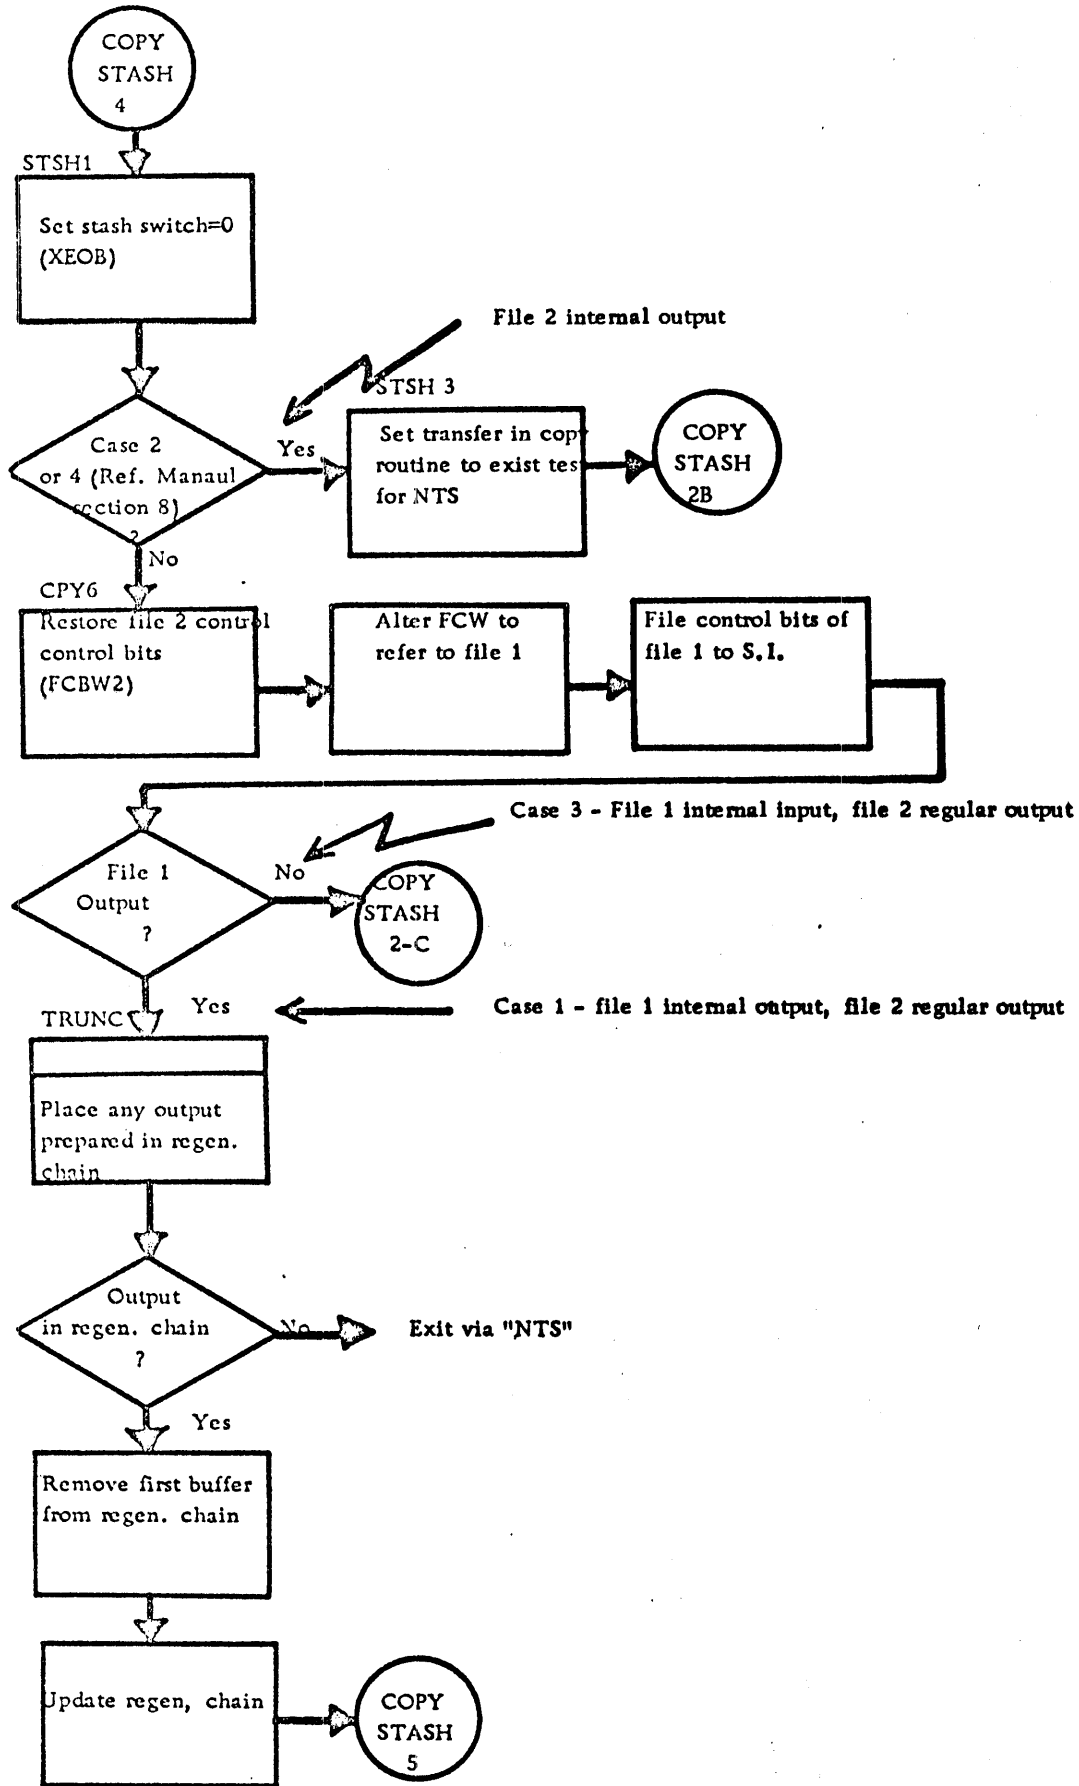 COPY
STASH
4
STSH1
Set stash switch=0
(XEOB)
File 2 internal output
STSH 3
Case 2
or 4 (Ref. Manaul
section 8)
?
Yes
Set transfer in copy
routine to exist test
for NTS
COPY
STASH
2B
No
CPY6
Restore file 2 control
control bits
(FCBW2)
Alter FCW to
refer to file 1
File control bits of
file 1 to S.I.
Case 3 - File 1 internal input, file 2 regular output
File 1
Output
?
No
COPY
STASH
2-C
Yes
Case 1 - file 1 internal output, file 2 regular output
TRUNC
Place any output
prepared in regen.
chain
Output
in regen. chain
?
No
Exit via "NTS"
Yes
Remove first buffer
from regen. chain
Update regen, chain
COPY
STASH
5